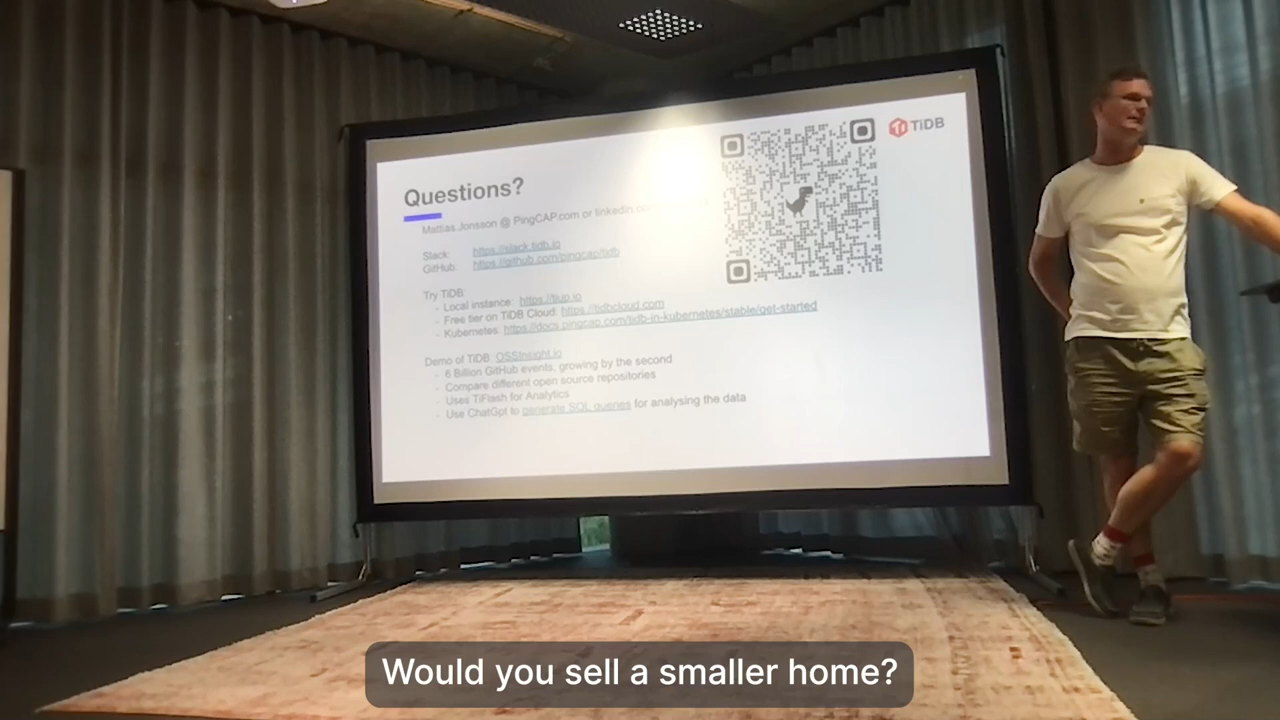 TiDB
Questions?
Mattias.Jonsson @ PingCAP.com or linkedin.co
Slack: https://slack.tidb.io
GitHub: https://github.com/pingcap/tidb
Try TiDB:
- Local instance: https://tiup.io
- Free tier on TiDB Cloud: https://tidbcloud.com
- Kubernetes: https://docs.pingcap.com/tidb-in-kubernetes/stable/get-started
Demo of TiDB: OSSInsight.io
- 6 Billion GitHub events, growing by the second
- Compare different open source repositories
- Uses TiFlash for Analytics
- Use ChatGpt to generate SQL queries for analysing the data
Would you sell a smaller home?